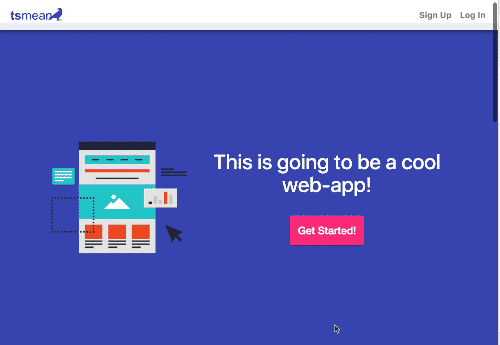 tsmean
Sign Up Log In
This is going to be a cool
web-app!
Get Started!